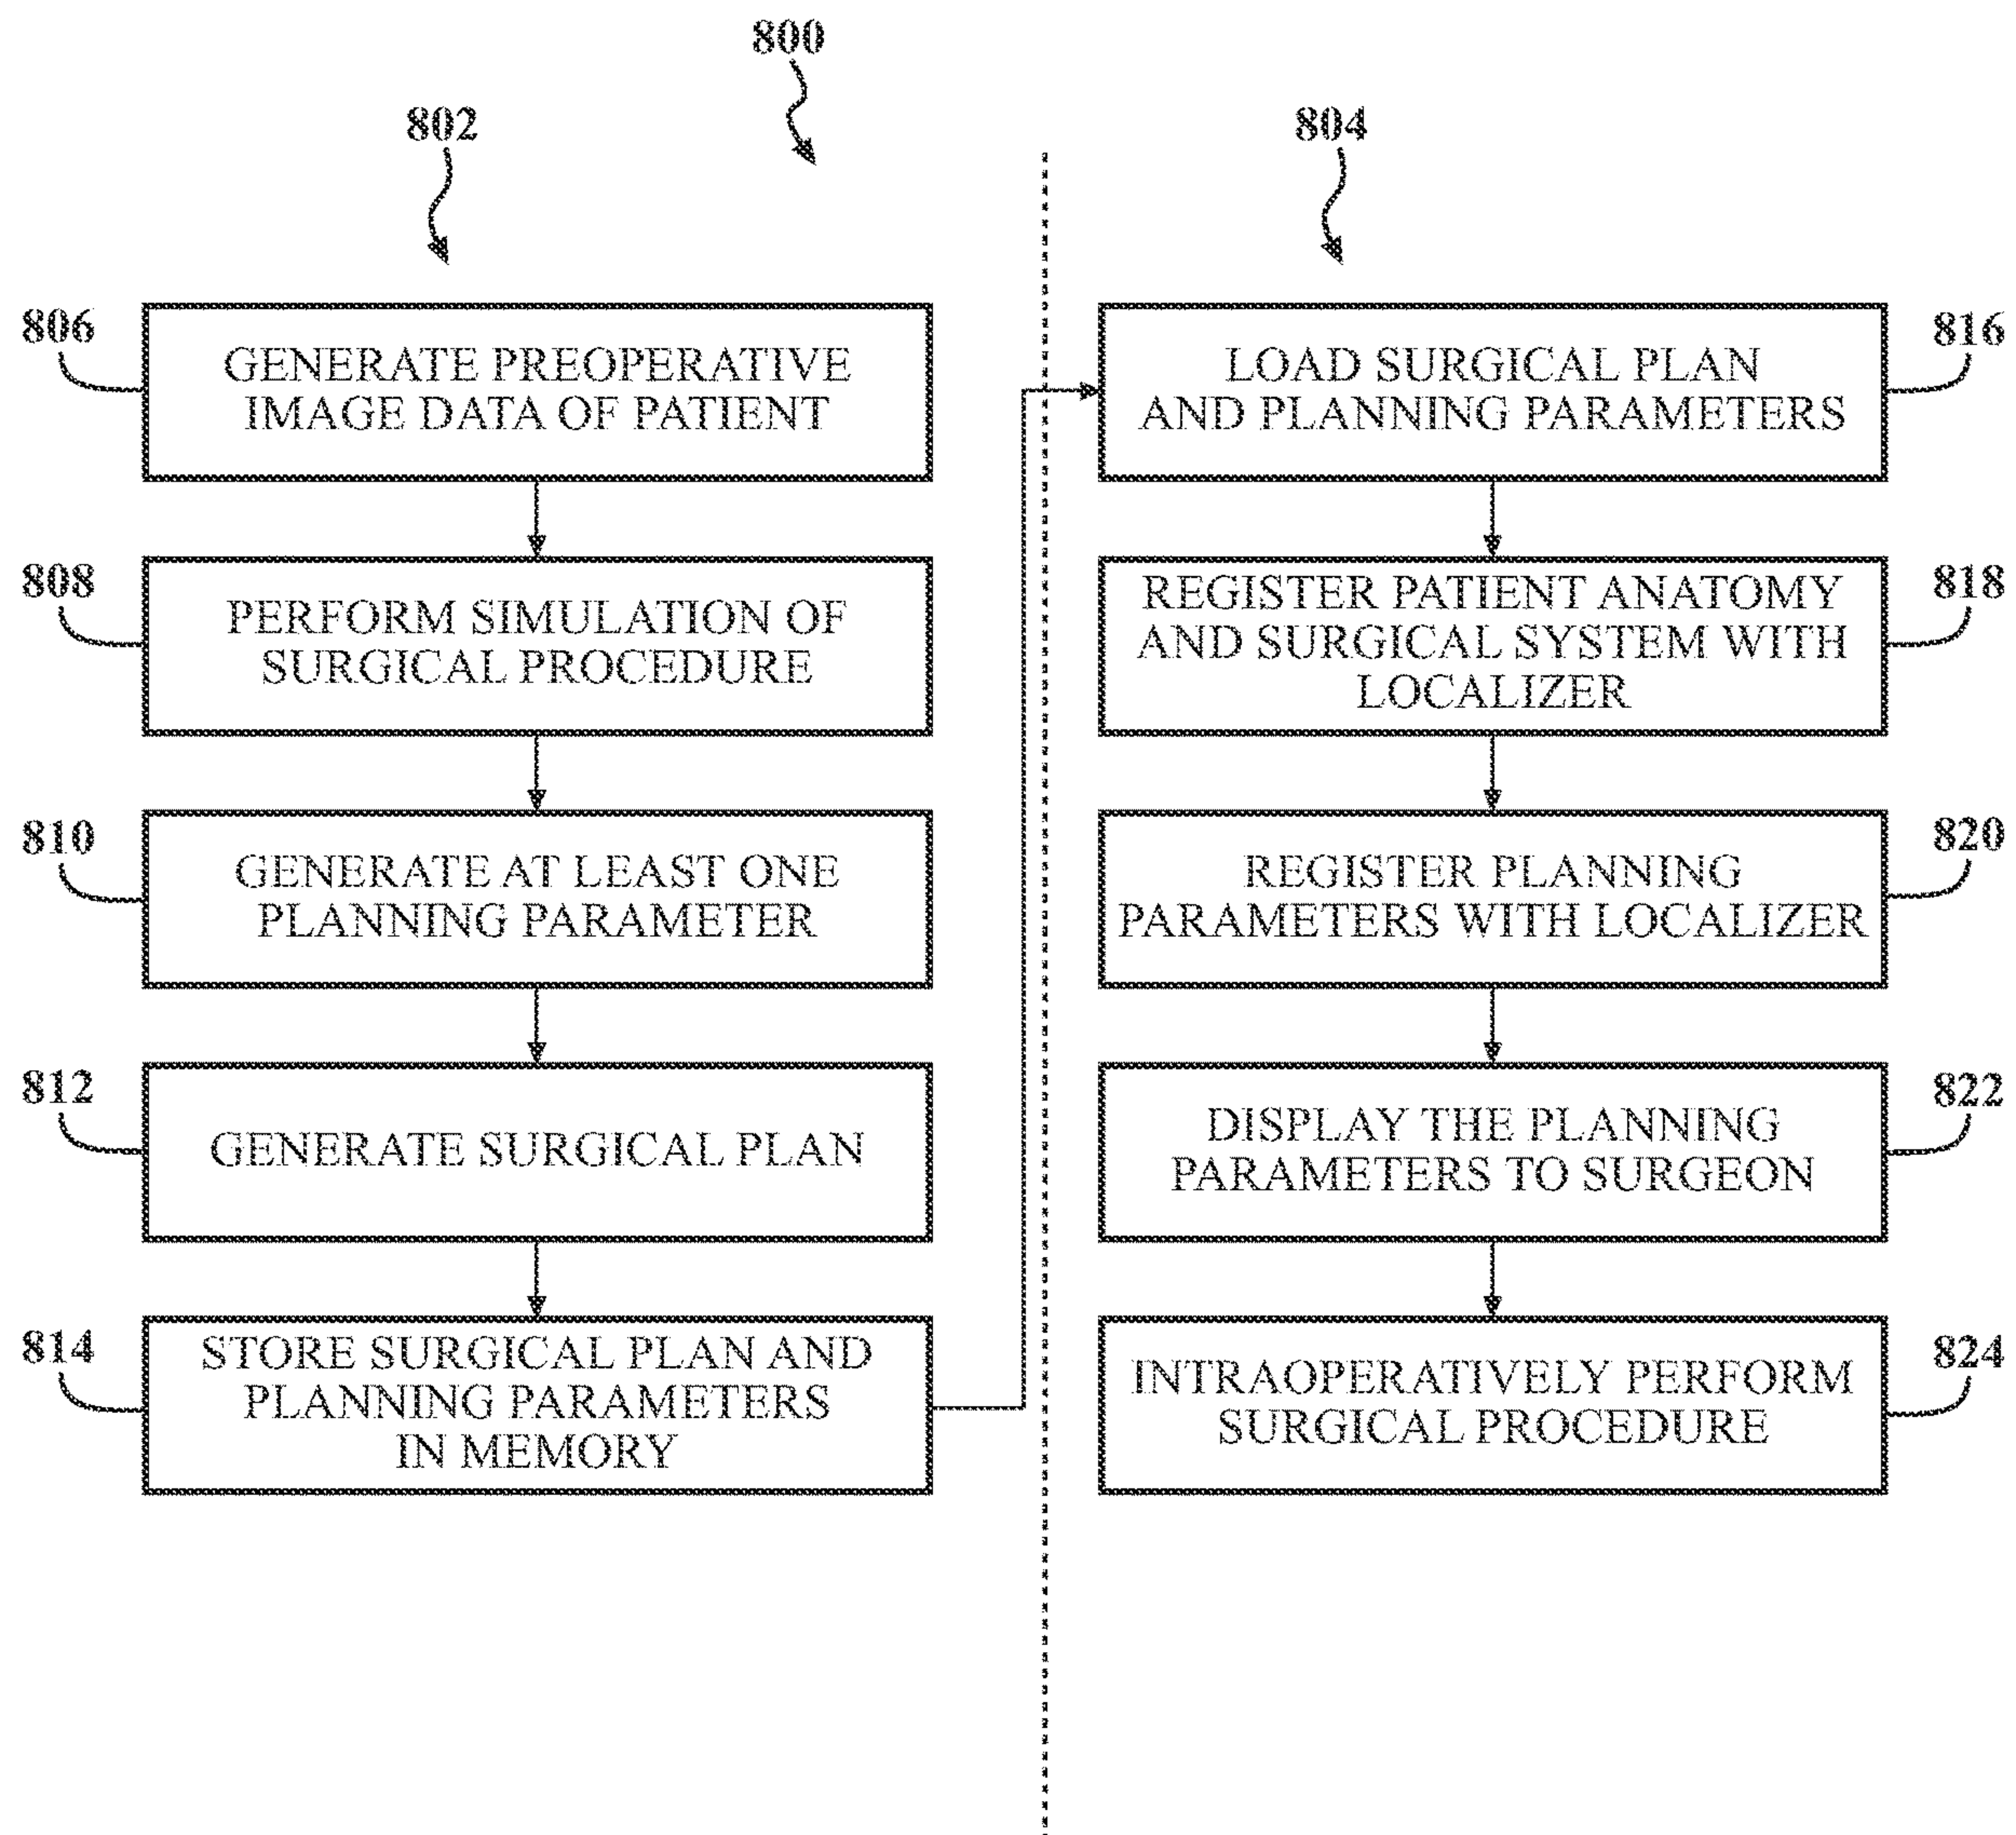 800
802
804
806
GENERATE PREOPERATIVE
IMAGE DATA OF PATIENT
808
PERFORM SIMULATION OF
SURGICAL PROCEDURE
810
GENERATE AT LEAST ONE
PLANNING PARAMETER
812
GENERATE SURGICAL PLAN
814
STORE SURGICAL PLAN AND
PLANNING PARAMETERS
IN MEMORY
816
LOAD SURGICAL PLAN
AND PLANNING PARAMETERS
818
REGISTER PATIENT ANATOMY
AND SURGICAL SYSTEM WITH
LOCALIZER
820
REGISTER PLANNING
PARAMETERS WITH LOCALIZER
822
DISPLAY THE PLANNING
PARAMETERS TO SURGEON
824
INTRAOPERATIVELY PERFORM
SURGICAL PROCEDURE